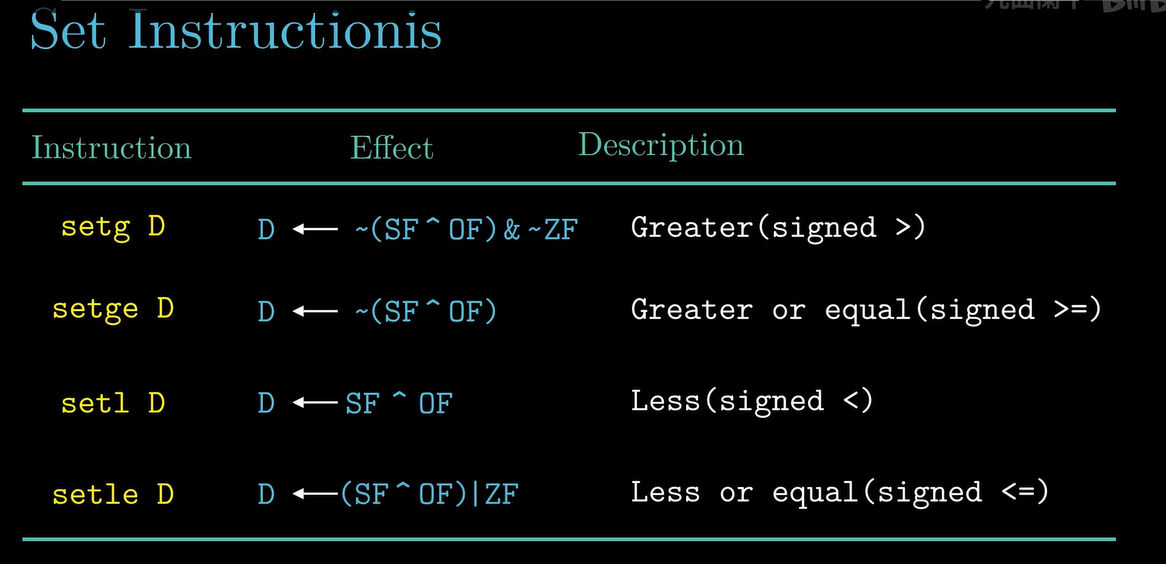 Set Instructionis
Instruction Effect Description
setg D D ← ~(SF^OF)&~ZF Greater(signed >)
setge D D ← ~(SF^OF) Greater or equal(signed >=)
setl D D ← SF ^ OF Less(signed <)
setle D D ← (SF^OF)|ZF Less or equal(signed <=)